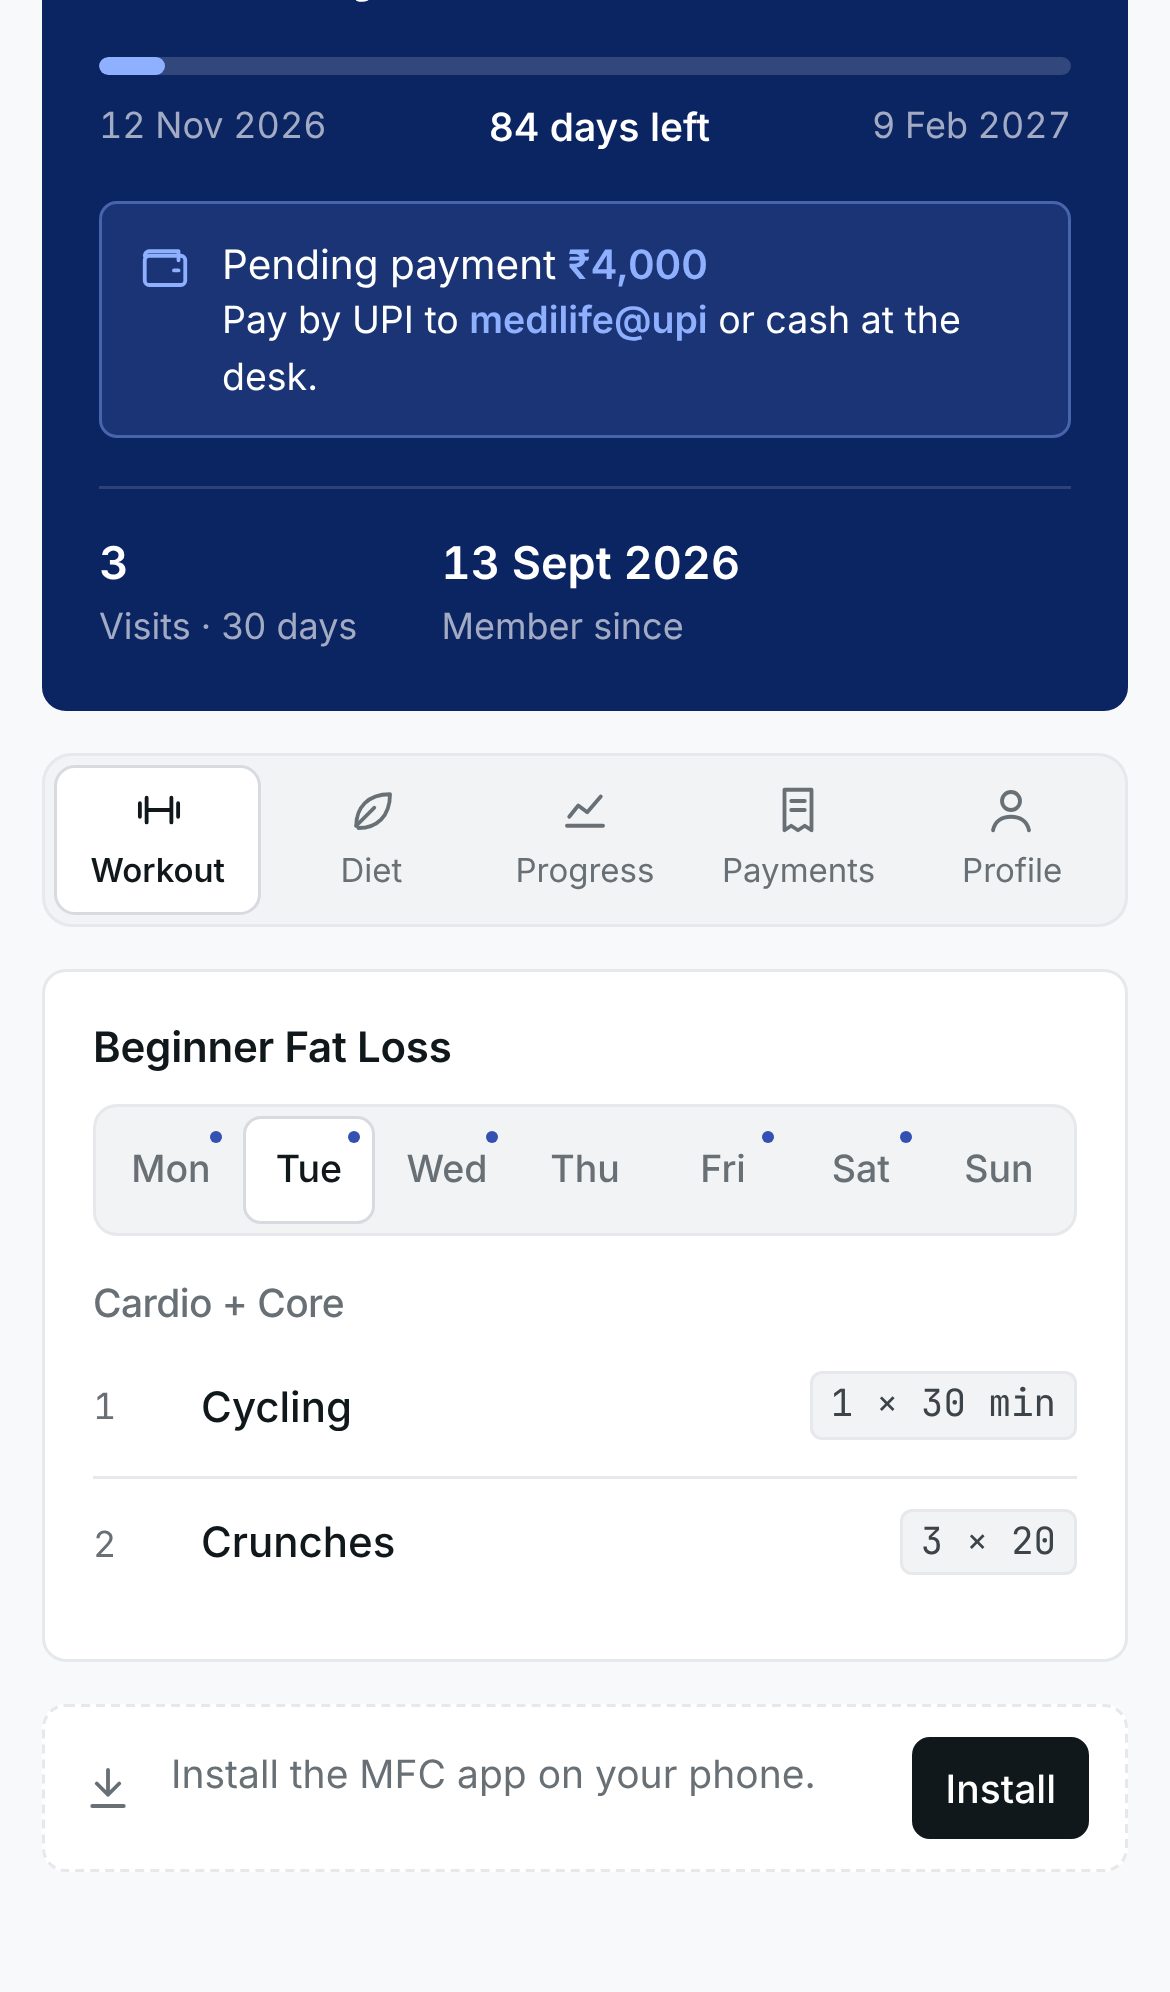 12 Nov 2026
84 days left
9 Feb 2027
Pending payment ₹4,000
Pay by UPI to medilife@upi or cash at the
desk.
3
Visits · 30 days
13 Sept 2026
Member since
Workout
Diet
Progress
Payments
Profile
Beginner Fat Loss
Mon
Tue
Wed
Thu
Fri
Sat
Sun
Cardio + Core
1 Cycling 1 × 30 min
2 Crunches 3 × 20
Install the MFC app on your phone.
Install